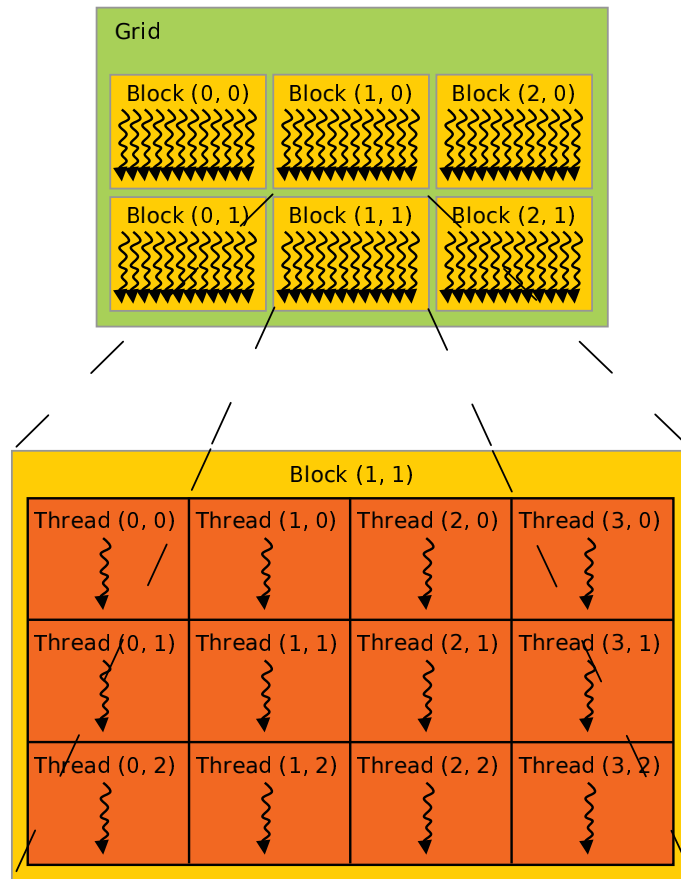 Grid
Block (0, 0) Block (1, 0) Block (2, 0)
Block (0, 1) Block (1, 1) Block (2, 1)
Block (1, 1)
Thread (0, 0) Thread (1, 0) Thread (2, 0) Thread (3, 0)
Thread (0, 1) Thread (1, 1) Thread (2, 1) Thread (3, 1)
Thread (0, 2) Thread (1, 2) Thread (2, 2) Thread (3, 2)